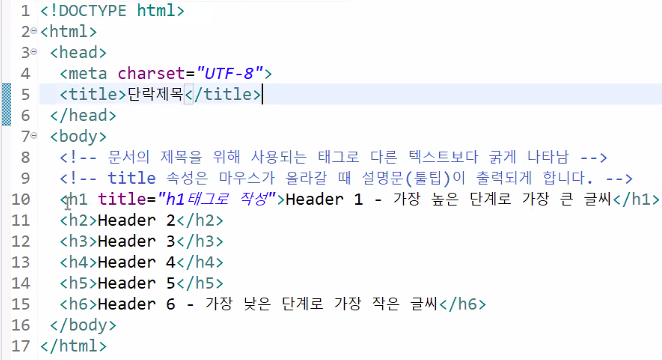 1 <!DOCTYPE html>
2 <html>
3 <head>
4 <meta charset="UTF-8">
5 <title>단락제목</title>
6 </head>
7 <body>
8 <!-- 문서의 제목을 위해 사용되는 태그로 다른 텍스트보다 굵게 나타남 -->
9 <!-- title 속성은 마우스가 올라갈 때 설명문(툴팁)이 출력되게 합니다. -->
10 <h1 title="h1태그로 작성">Header 1 - 가장 높은 단계로 가장 큰 글씨</h1>
11 <h2>Header 2</h2>
12 <h3>Header 3</h3>
13 <h4>Header 4</h4>
14 <h5>Header 5</h5>
15 <h6>Header 6 - 가장 낮은 단계로 가장 작은 글씨</h6>
16 </body>
17 </html>